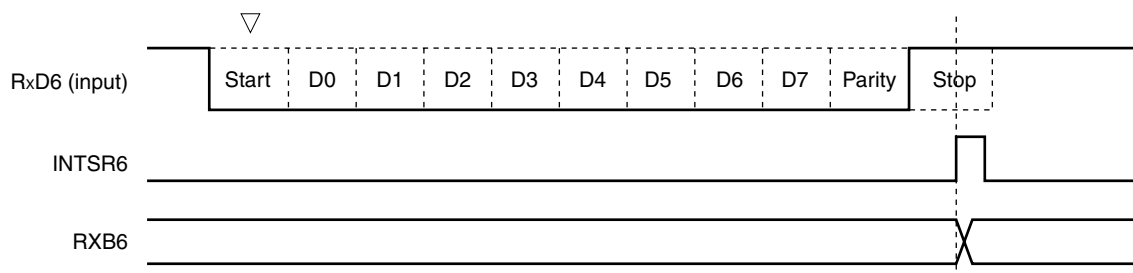 RxD6 (input) Start D0 D1 D2 D3 D4 D5 D6 D7 Parity Stop
INTSR6
RXB6